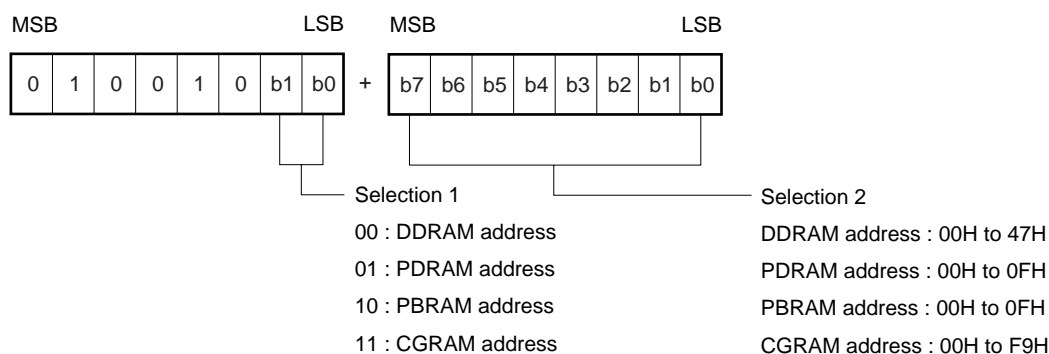 MSB LSB MSB LSB
0 1 0 0 1 0 b1 b0 + b7 b6 b5 b4 b3 b2 b1 b0
Selection 1 Selection 2
00 : DDRAM address DDRAM address : 00H to 47H
01 : PDRAM address PDRAM address : 00H to 0FH
10 : PBRAM address PBRAM address : 00H to 0FH
11 : CGRAM address CGRAM address : 00H to F9H